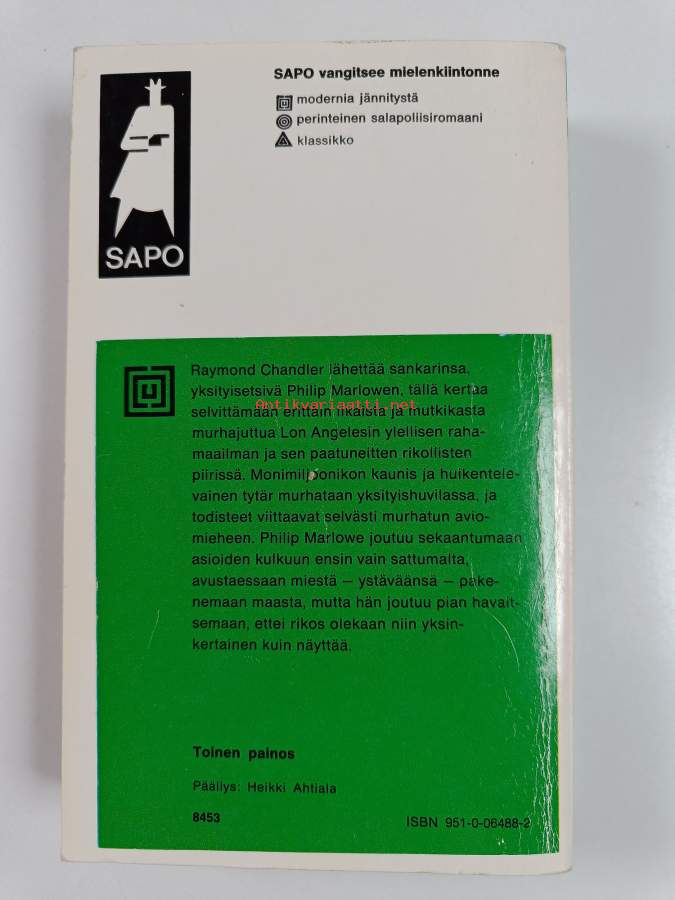 SAPO vangitsee mielenkiintonne
modernia jännitystä
perinteinen salapoliisiromaani
klassikko
SAPO
Raymond Chandler lähettää sankarinsa,
yksityisetsivä Philip Marlowen, tällä kertaa
selvittämään erittäin likaista ja mutkikasta
Antikvariaatti.net
murhajuttua Lon Angelesin ylellisen raha-
maailman ja sen paatuneitten rikollisten
piirissä. Monimiljoonikon kaunis ja huikentele-
vainen tytär murhataan yksityishuvilassa, ja
todisteet viittaavat selvästi murhatun avio-
mieheen. Philip Marlowe joutuu sekaantumaan
asioiden kulkuun ensin vain sattumalta,
avustaessaan miestä – ystäväänsä – pake-
nemaan maasta, mutta hän joutuu pian havait-
semaan, ettei rikos olekaan niin yksin-
kertainen kuin näyttää.
Toinen painos
Päällys: Heikki Ahtiala
8453
ISBN 951-0-06488-2